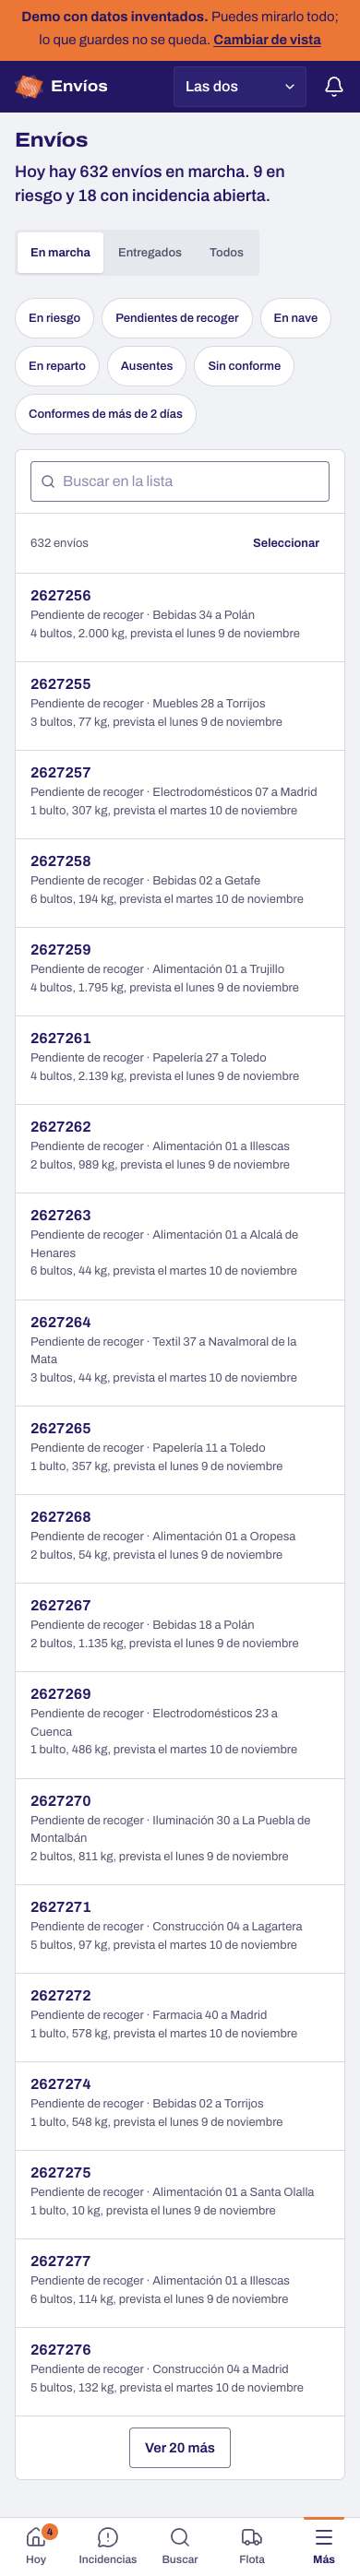 Demo con datos inventados. Puedes mirarlo todo;
lo que guardes no se queda. Cambiar de vista
Envíos
Las dos
Envíos
Hoy hay 632 envíos en marcha. 9 en
riesgo y 18 con incidencia abierta.
En marcha
Entregados
Todos
En riesgo
Pendientes de recoger
En nave
En reparto
Ausentes
Sin conforme
Conformes de más de 2 días
Buscar en la lista
632 envíos
Seleccionar
2627256
Pendiente de recoger · Bebidas 34 a Polán
4 bultos, 2.000 kg, prevista el lunes 9 de noviembre
2627255
Pendiente de recoger · Muebles 28 a Torrijos
3 bultos, 77 kg, prevista el lunes 9 de noviembre
2627257
Pendiente de recoger · Electrodomésticos 07 a Madrid
1 bulto, 307 kg, prevista el martes 10 de noviembre
2627258
Pendiente de recoger · Bebidas 02 a Getafe
6 bultos, 194 kg, prevista el martes 10 de noviembre
2627259
Pendiente de recoger · Alimentación 01 a Trujillo
4 bultos, 1.795 kg, prevista el lunes 9 de noviembre
2627261
Pendiente de recoger · Papelería 27 a Toledo
4 bultos, 2.139 kg, prevista el lunes 9 de noviembre
2627262
Pendiente de recoger · Alimentación 01 a Illescas
2 bultos, 989 kg, prevista el lunes 9 de noviembre
2627263
Pendiente de recoger · Alimentación 01 a Alcalá de
Henares
6 bultos, 44 kg, prevista el martes 10 de noviembre
2627264
Pendiente de recoger · Textil 37 a Navalmoral de la
Mata
3 bultos, 44 kg, prevista el martes 10 de noviembre
2627265
Pendiente de recoger · Papelería 11 a Toledo
1 bulto, 357 kg, prevista el lunes 9 de noviembre
2627268
Pendiente de recoger · Alimentación 01 a Oropesa
2 bultos, 54 kg, prevista el lunes 9 de noviembre
2627267
Pendiente de recoger · Bebidas 18 a Polán
2 bultos, 1.135 kg, prevista el lunes 9 de noviembre
2627269
Pendiente de recoger · Electrodomésticos 23 a
Cuenca
1 bulto, 486 kg, prevista el martes 10 de noviembre
2627270
Pendiente de recoger · Iluminación 30 a La Puebla de
Montalbán
2 bultos, 811 kg, prevista el lunes 9 de noviembre
2627271
Pendiente de recoger · Construcción 04 a Lagartera
5 bultos, 97 kg, prevista el martes 10 de noviembre
2627272
Pendiente de recoger · Farmacia 40 a Madrid
1 bulto, 578 kg, prevista el martes 10 de noviembre
2627274
Pendiente de recoger · Bebidas 02 a Torrijos
1 bulto, 548 kg, prevista el lunes 9 de noviembre
2627275
Pendiente de recoger · Alimentación 01 a Santa Olalla
1 bulto, 10 kg, prevista el lunes 9 de noviembre
2627277
Pendiente de recoger · Alimentación 01 a Illescas
6 bultos, 114 kg, prevista el lunes 9 de noviembre
2627276
Pendiente de recoger · Construcción 04 a Madrid
5 bultos, 132 kg, prevista el martes 10 de noviembre
Ver 20 más
4
Hoy
Incidencias
Buscar
Flota
Más